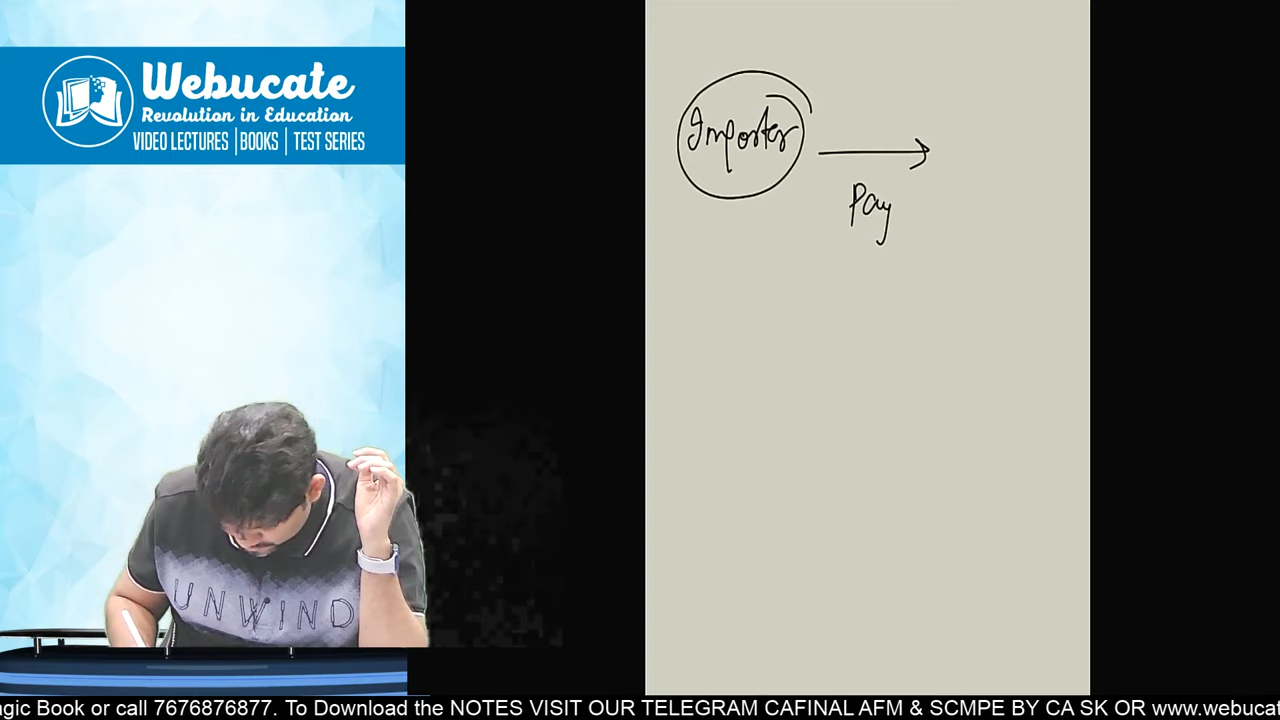 Webucate
Revolution in Education
VIDEO LECTURES | BOOKS | TEST SERIES
Importer
Pay
UNWIND
agic Book or call 7676876877. To Download the NOTES VISIT OUR TELEGRAM CAFINAL AFM & SCMPE BY CA SK OR www.webucat